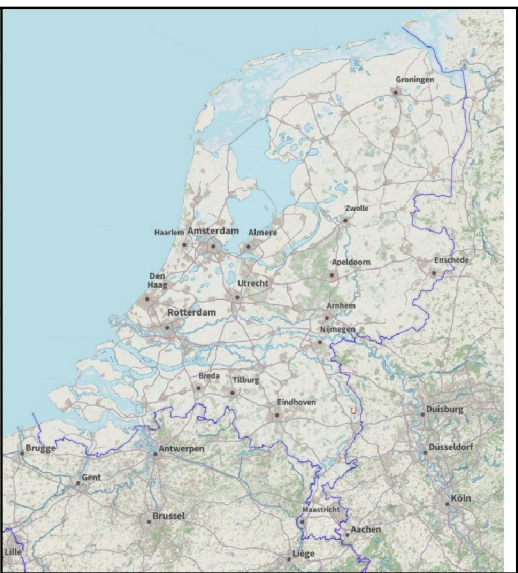 Groningen
Zwolle
Haarlem
Amsterdam
Almere
Enschede
Apeldoorn
Den
Haag
Utrecht
Arnhem
Rotterdam
Nijmegen
Breda
Tilburg
Eindhoven
Duisburg
Brugge
Antwerpen
Düsseldorf
Gent
Köln
Maastricht
Brussel
Aachen
Lille
Liège